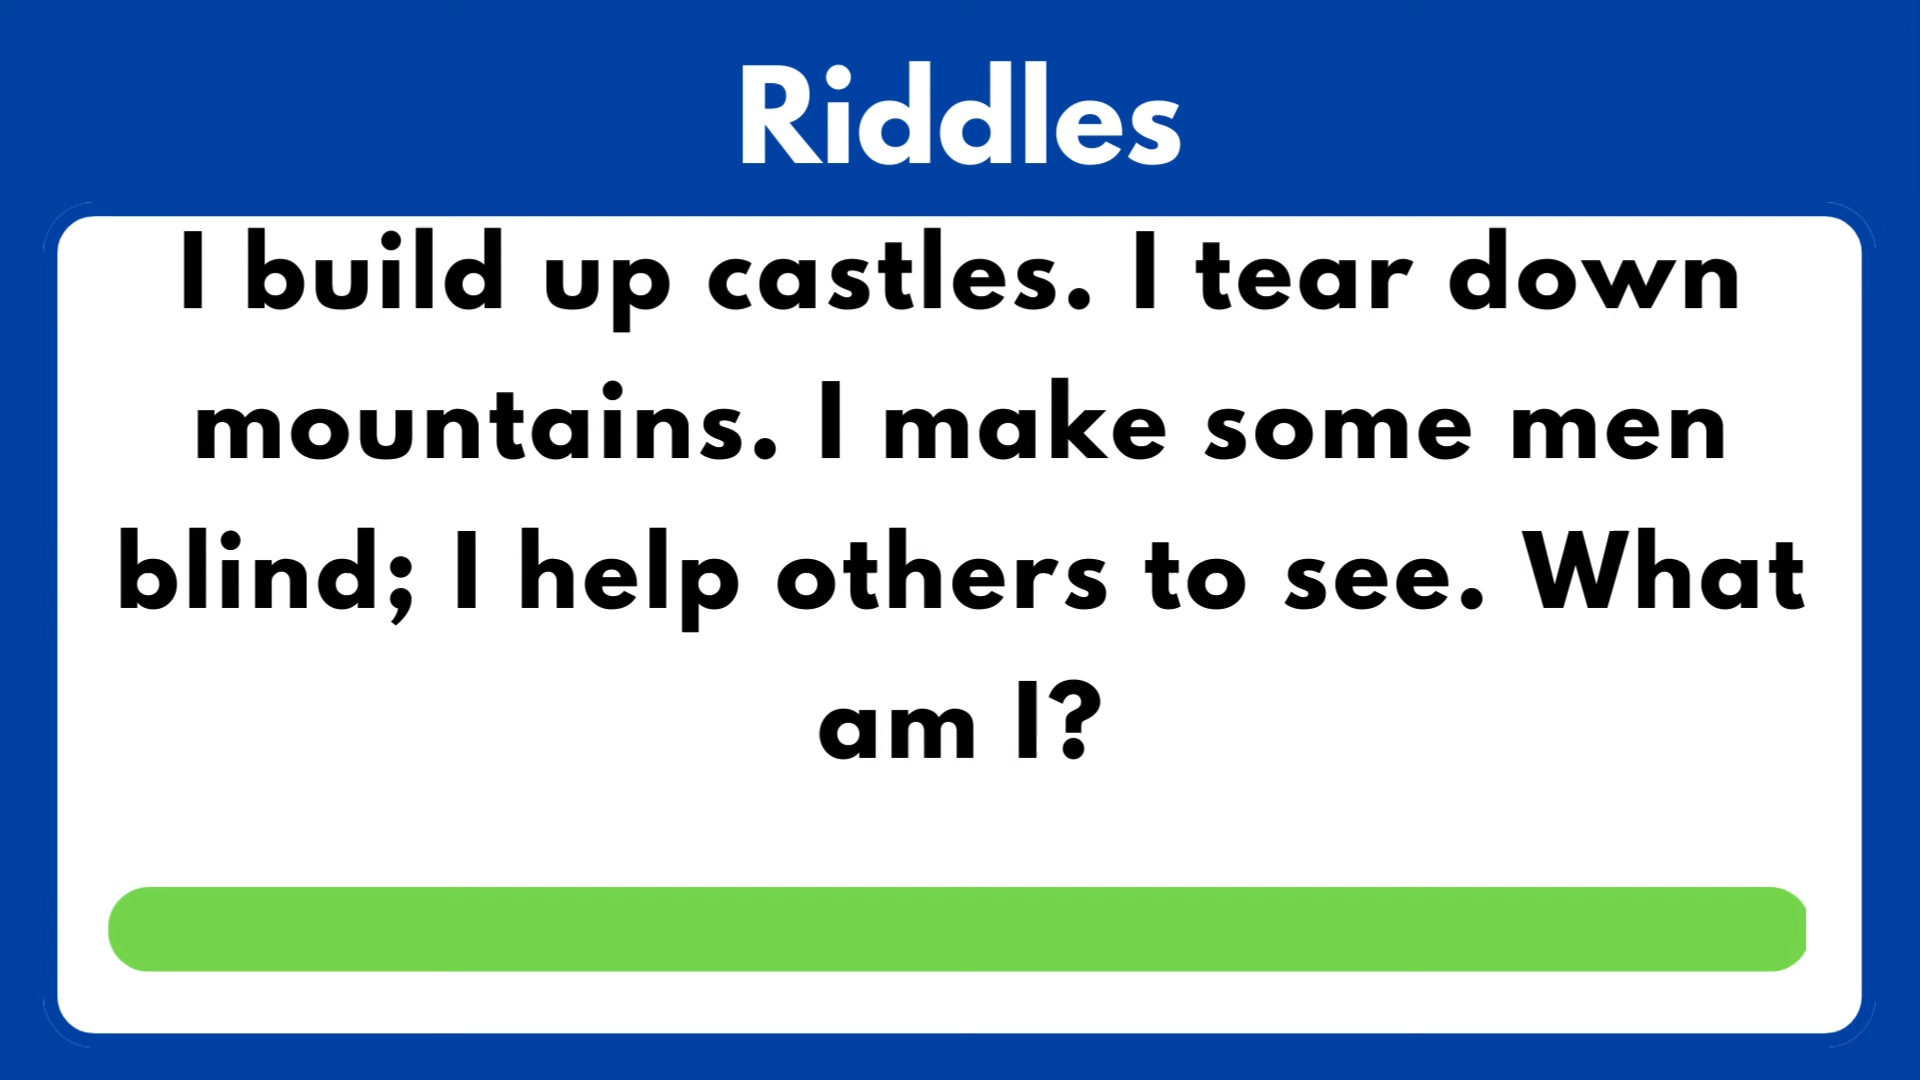 Riddles
I build up castles. I tear down
mountains. I make some men
blind; I help others to see. What
am I?